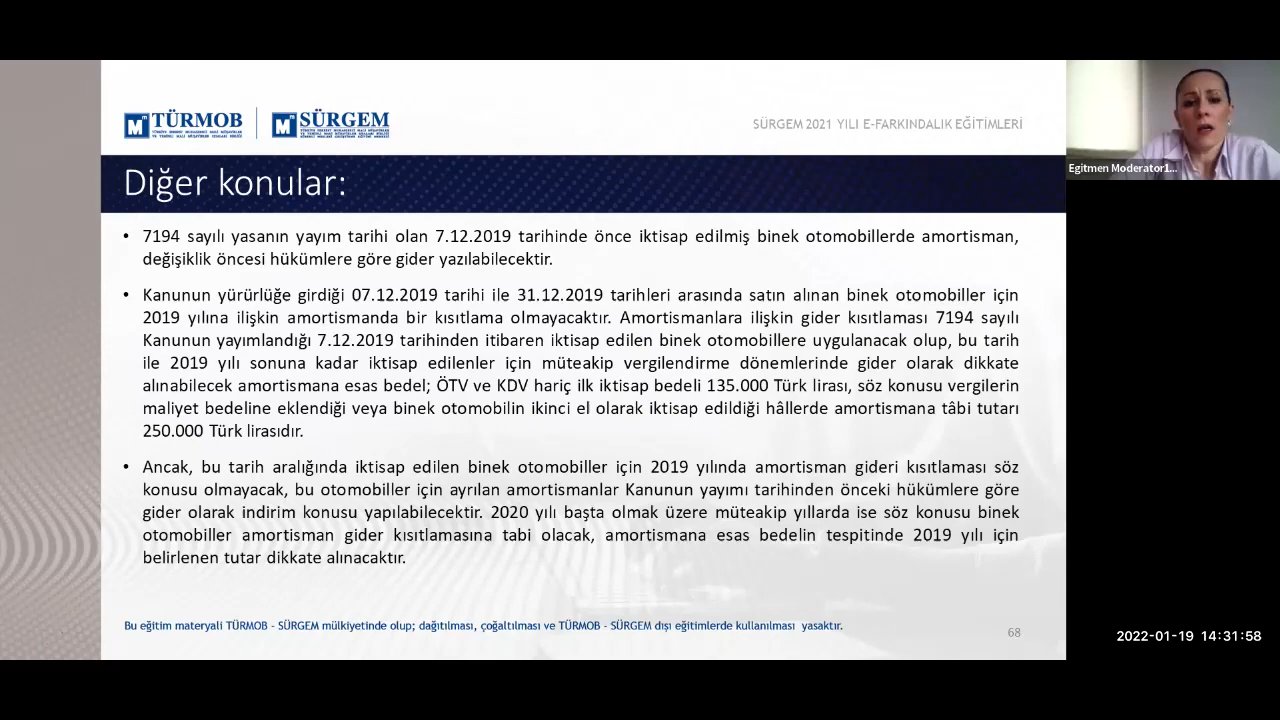 TÜRMOB
SÜRGEM
SÜRGEM 2021 YILI E-FARKINDALIK EĞİTİMLERİ
Egitmen Moderator1...
Diğer konular:
• 7194 sayılı yasanın yayım tarihi olan 7.12.2019 tarihinde önce iktisap edilmiş binek otomobillerde amortisman,
değişiklik öncesi hükümlere göre gider yazılabilecektir.
• Kanunun yürürlüğe girdiği 07.12.2019 tarihi ile 31.12.2019 tarihleri arasında satın alınan binek otomobiller için
2019 yılına ilişkin amortismanda bir kısıtlama olmayacaktır. Amortismanlara ilişkin gider kısıtlaması 7194 sayılı
Kanunun yayımlandığı 7.12.2019 tarihinden itibaren iktisap edilen binek otomobillere uygulanacak olup, bu tarih
ile 2019 yılı sonuna kadar iktisap edilenler için müteakip vergilendirme dönemlerinde gider olarak dikkate
alınabilecek amortismana esas bedel; ÖTV ve KDV hariç ilk iktisap bedeli 135.000 Türk lirası, söz konusu vergilerin
maliyet bedeline eklendiği veya binek otomobilin ikinci el olarak iktisap edildiği hâllerde amortismana tâbi tutarı
250.000 Türk lirasıdır.
• Ancak, bu tarih aralığında iktisap edilen binek otomobiller için 2019 yılında amortisman gideri kısıtlaması söz
konusu olmayacak, bu otomobiller için ayrılan amortismanlar Kanunun yayımı tarihinden önceki hükümlere göre
gider olarak indirim konusu yapılabilecektir. 2020 yılı başta olmak üzere müteakip yıllarda ise söz konusu binek
otomobiller amortisman gider kısıtlamasına tabi olacak, amortismana esas bedelin tespitinde 2019 yılı için
belirlenen tutar dikkate alınacaktır.
Bu eğitim materyali TÜRMOB - SÜRGEM mülkiyetinde olup; dağıtılması, çoğaltılması ve TÜRMOB - SÜRGEM dışı eğitimlerde kullanılması yasaktır.
68
2022-01-19 14:31:58